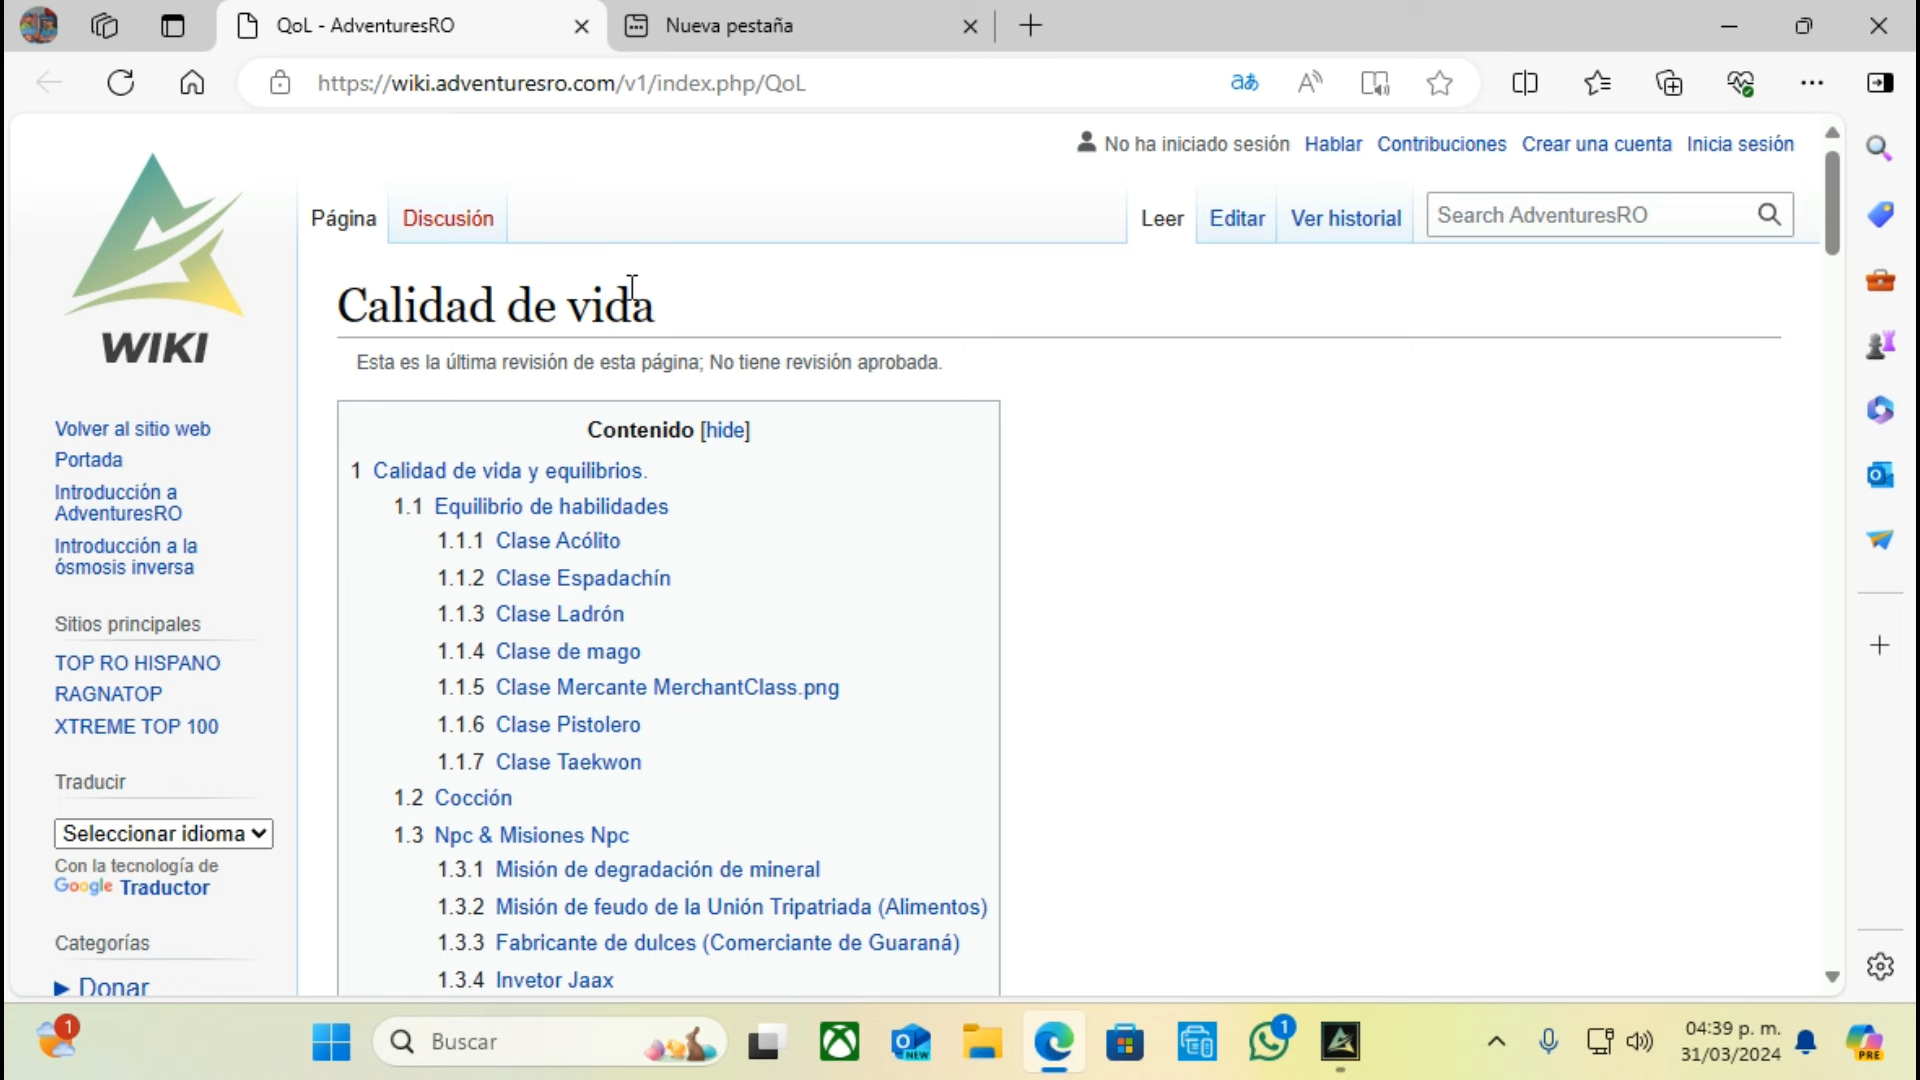 QoL - AdventuresRO
Nueva pestaña
https://wiki.adventuresro.com/v1/index.php/QoL
aあ
No ha iniciado sesión Hablar Contribuciones Crear una cuenta Inicia sesión
WIKI
Página Discusión Leer Editar Ver historial Search AdventuresRO
Calidad de vida
Esta es la última revisión de esta página; No tiene revisión aprobada.
Contenido [hide]
1 Calidad de vida y equilibrios.
1.1 Equilibrio de habilidades
1.1.1 Clase Acólito
1.1.2 Clase Espadachín
1.1.3 Clase Ladrón
1.1.4 Clase de mago
1.1.5 Clase Mercante MerchantClass.png
1.1.6 Clase Pistolero
1.1.7 Clase Taekwon
1.2 Cocción
1.3 Npc & Misiones Npc
1.3.1 Misión de degradación de mineral
1.3.2 Misión de feudo de la Unión Tripatriada (Alimentos)
1.3.3 Fabricante de dulces (Comerciante de Guaraná)
1.3.4 Invetor Jaax
Volver al sitio web
Portada
Introducción a
AdventuresRO
Introducción a la
ósmosis inversa
Sitios principales
TOP RO HISPANO
RAGNATOP
XTREME TOP 100
Traducir
Seleccionar idioma
Con la tecnología de
Google Traductor
Categorías
Donar
1
Buscar
NEW
1
04:39 p. m.
31/03/2024
PRE